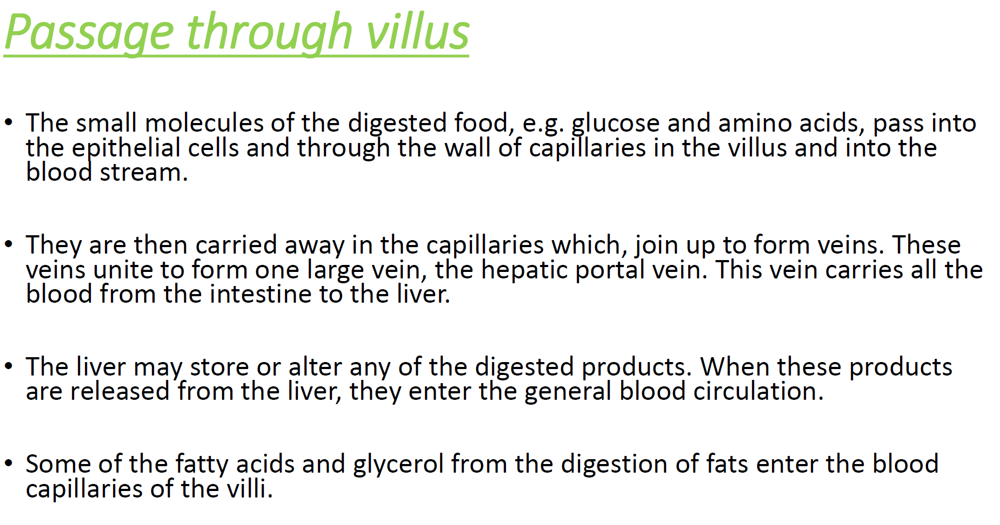 Passage through villus
• The small molecules of the digested food, e.g. glucose and amino acids, pass into
the epithelial cells and through the wall of capillaries in the villus and into the
blood stream.
• They are then carried away in the capillaries which, join up to form veins. These
veins unite to form one large vein, the hepatic portal vein. This vein carries all the
blood from the intestine to the liver.
• The liver may store or alter any of the digested products. When these products
are released from the liver, they enter the general blood circulation.
• Some of the fatty acids and glycerol from the digestion of fats enter the blood
capillaries of the villi.